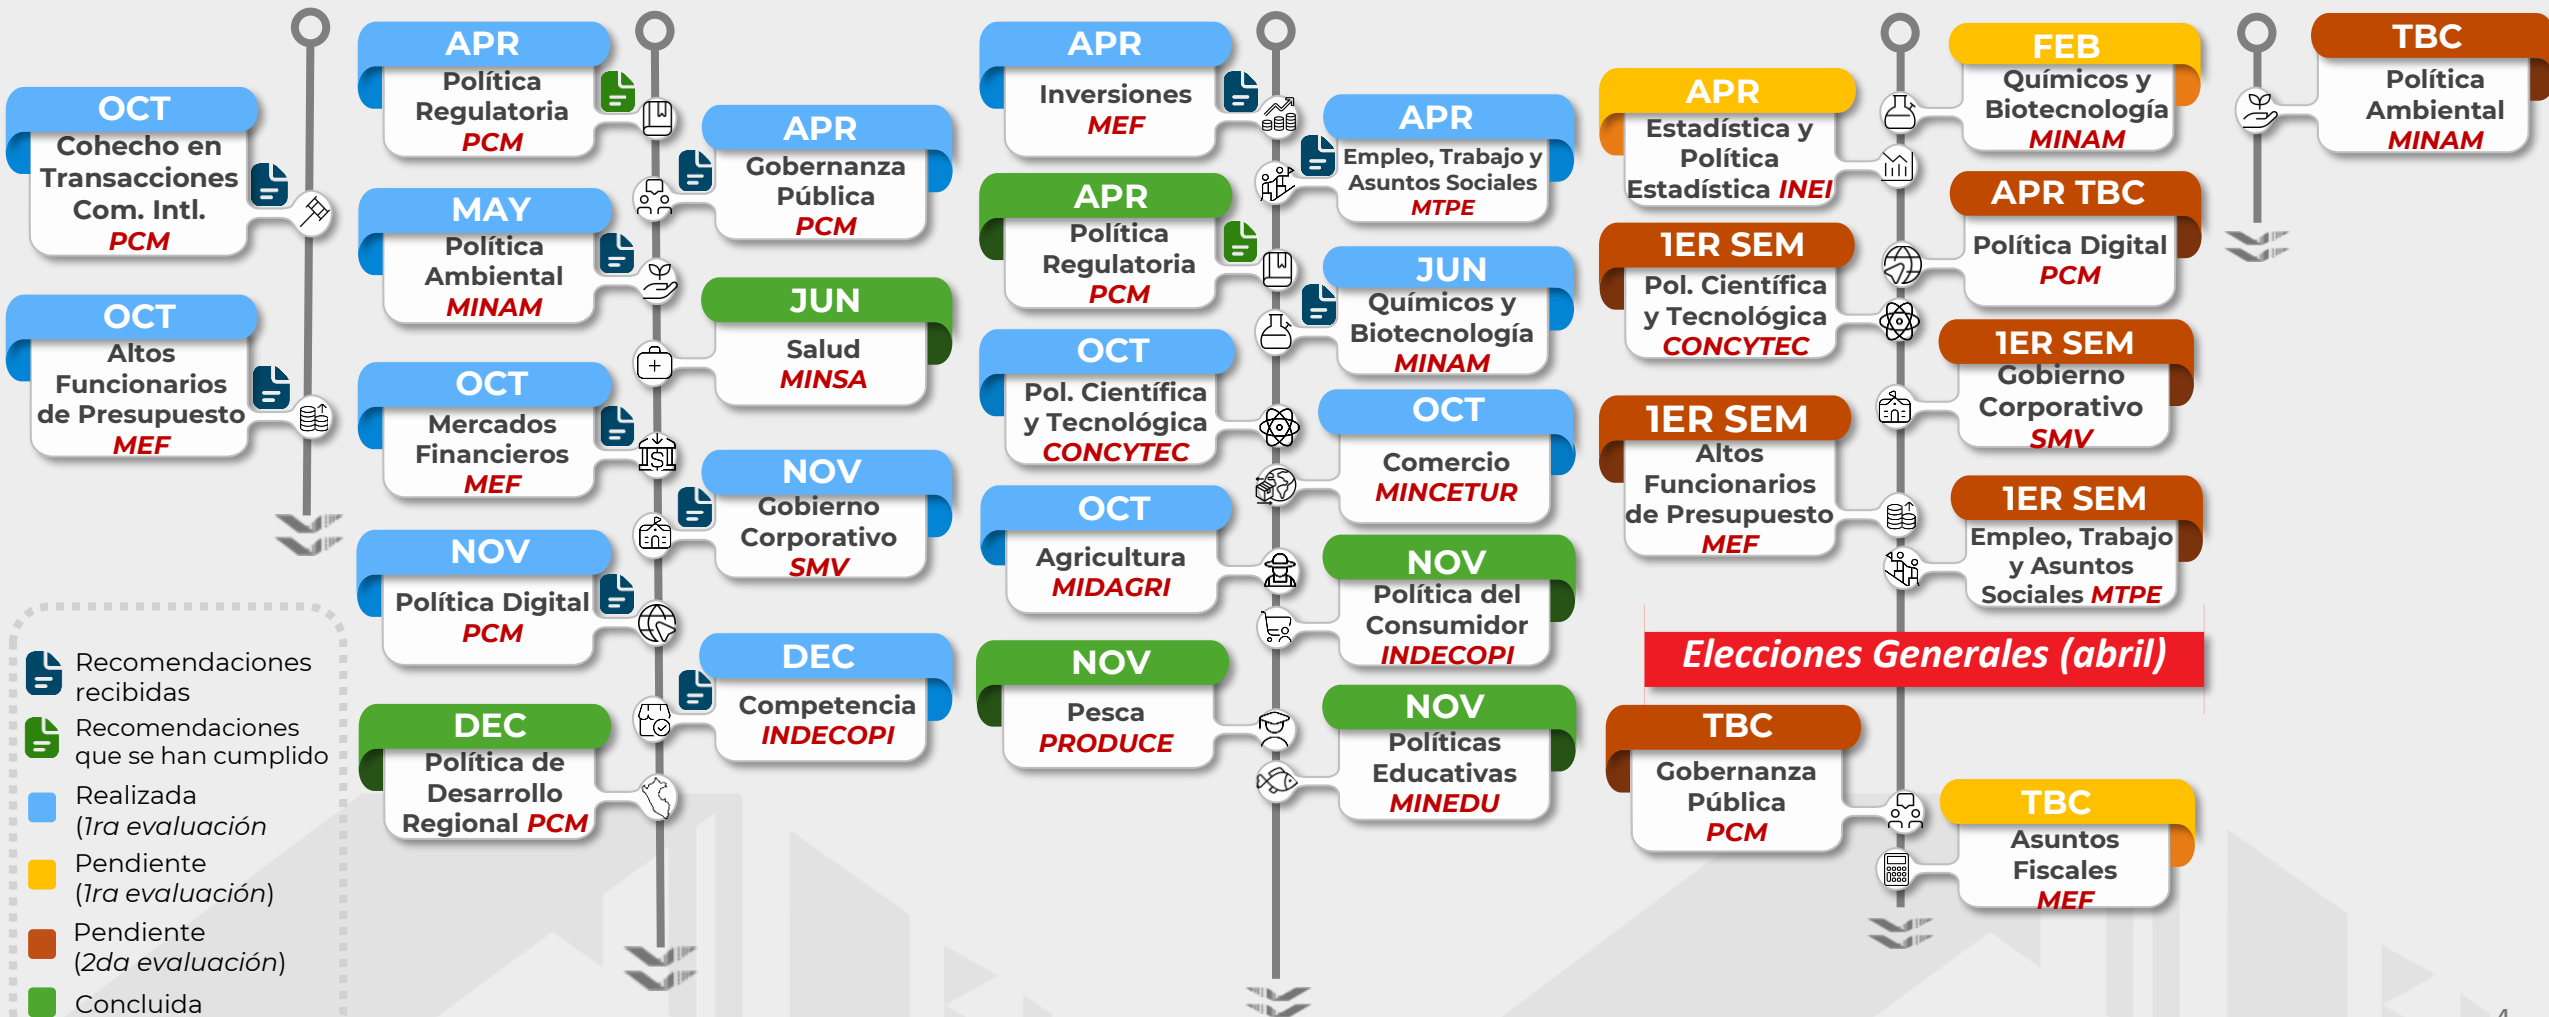 OCT
Cohecho en
Transacciones
Com. Intl.
PCM
OCT
Altos
Funcionarios
de Presupuesto
MEF
APR
Política
Regulatoria
PCM
APR
Gobernanza
Pública
PCM
MAY
Política
Ambiental
MINAM
JUN
Salud
MINSA
OCT
Mercados
Financieros
MEF
NOV
Gobierno
Corporativo
SMV
NOV
Política Digital
PCM
DEC
Competencia
INDECOPI
DEC
Política de
Desarrollo
Regional PCM
APR
Inversiones
MEF
APR
Empleo, Trabajo y
Asuntos Sociales
MTPE
APR
Política
Regulatoria
PCM
JUN
Químicos y
Biotecnología
MINAM
OCT
Pol. Científica
y Tecnológica
CONCYTEC
OCT
Comercio
MINCETUR
OCT
Agricultura
MIDAGRI
NOV
Política del
Consumidor
INDECOPI
NOV
Pesca
PRODUCE
NOV
Políticas
Educativas
MINEDU
FEB
Químicos y
Biotecnología
MINAM
APR
Estadística y
Política
Estadística INEI
APR TBC
Política Digital
PCM
1ER SEM
Pol. Científica
y Tecnológica
CONCYTEC
1ER SEM
Gobierno
Corporativo
SMV
1ER SEM
Altos
Funcionarios
de Presupuesto
MEF
1ER SEM
Empleo, Trabajo
y Asuntos
Sociales MTPE
Elecciones Generales (abril)
TBC
Gobernanza
Pública
PCM
TBC
Asuntos
Fiscales
MEF
TBC
Política
Ambiental
MINAM
Recomendaciones
recibidas
Recomendaciones
que se han cumplido
Realizada
(1ra evaluación
Pendiente
(1ra evaluación)
Pendiente
(2da evaluación)
Concluida